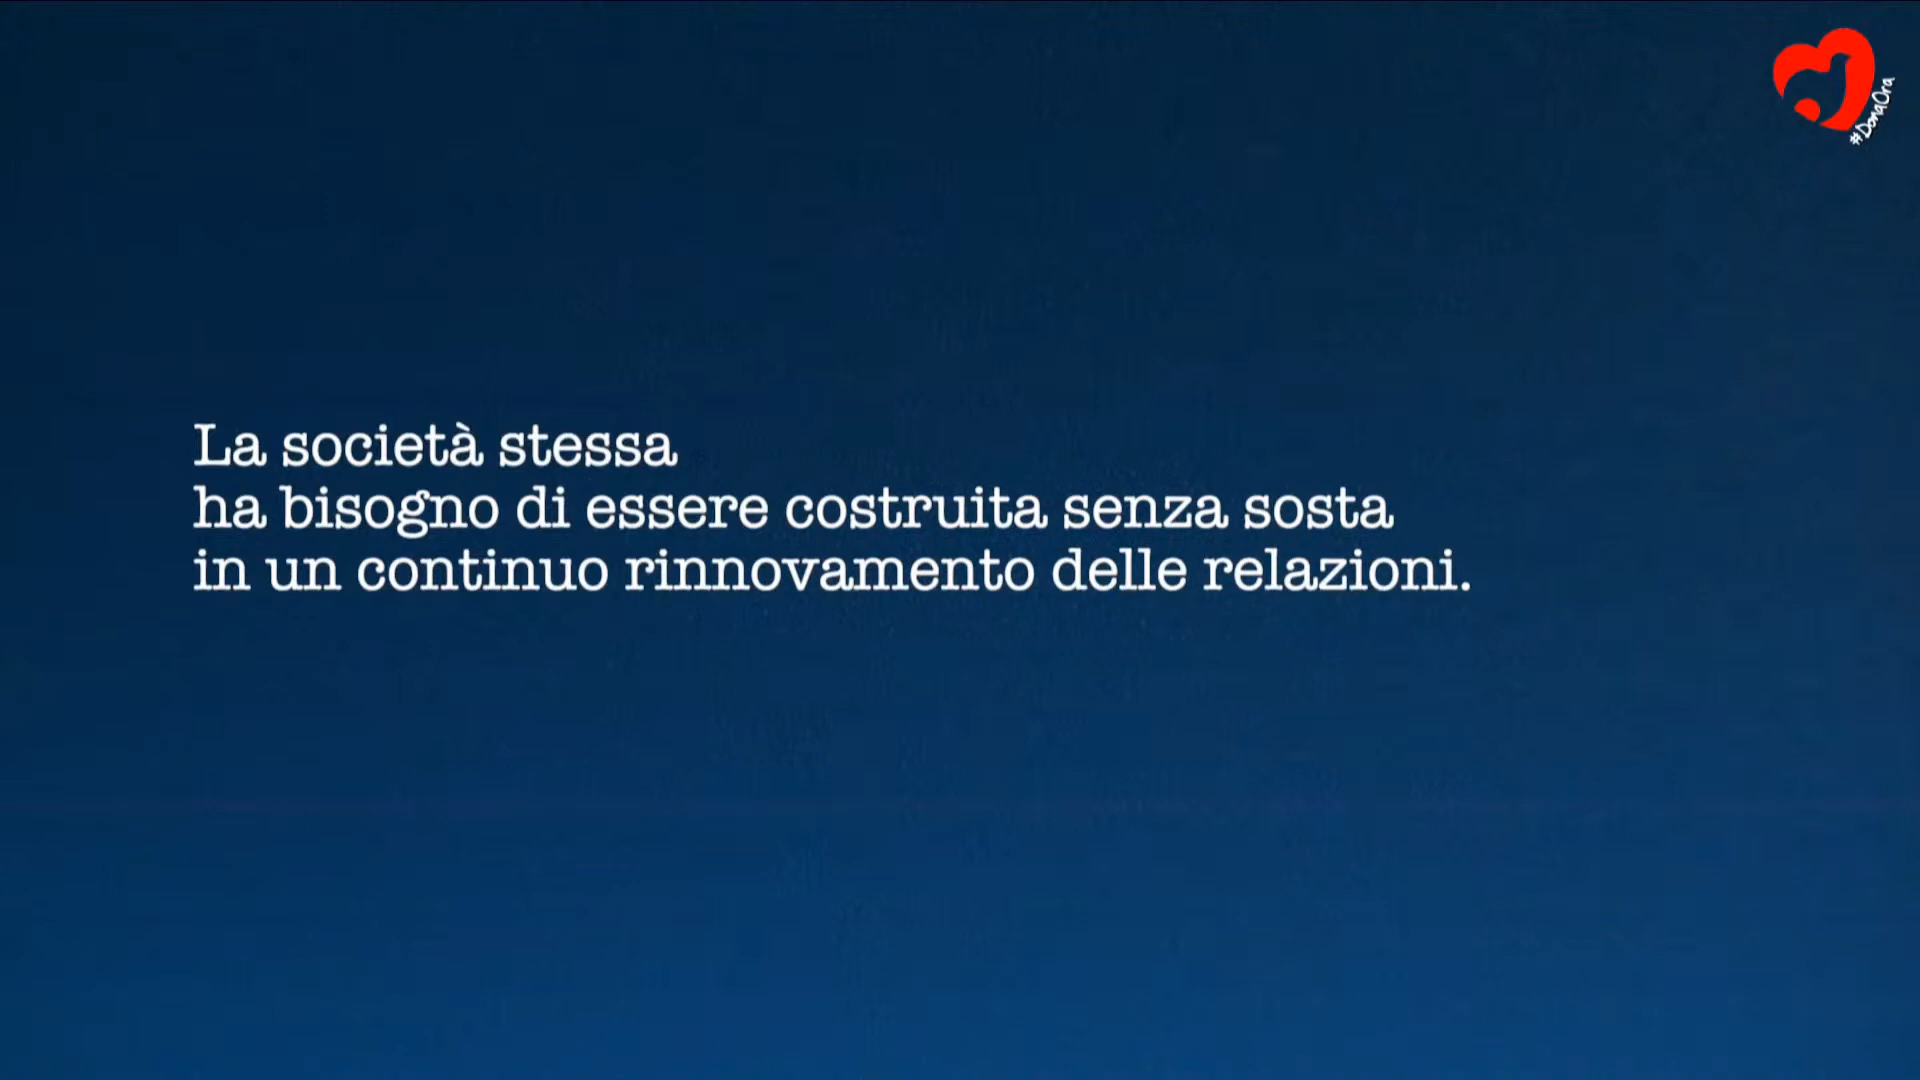 #DonaOra
La società stessa
ha bisogno di essere costruita senza sosta
in un continuo rinnovamento delle relazioni.